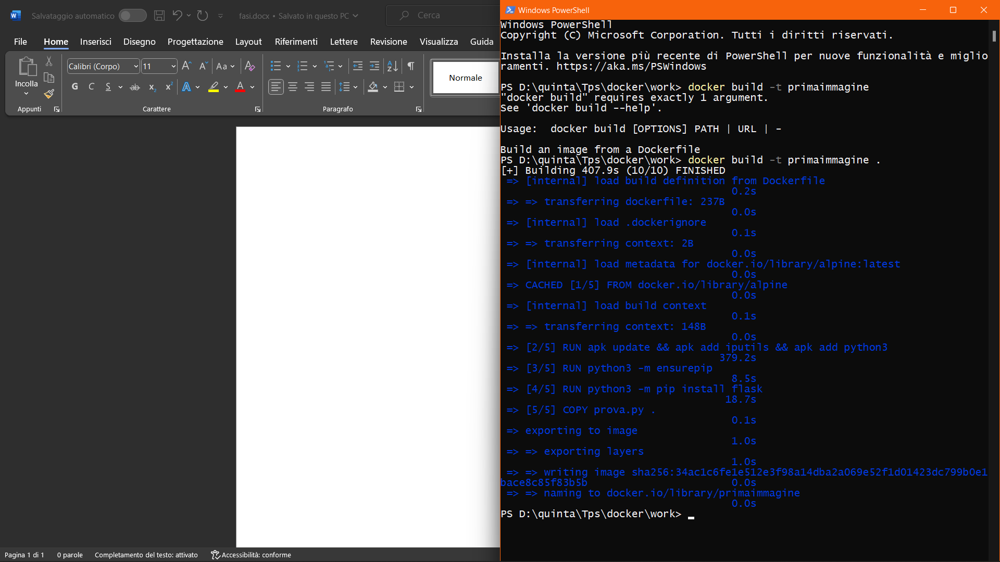 Salvataggio automatico
fasi.docx • Salvato in questo PC
Cerca
File Home Inserisci Disegno Progettazione Layout Riferimenti Lettere Revisione Visualizza Guida
Incolla
Calibri (Corpo) 11
Aa
G C S ab x₂ x² A A
Normale
Appunti Carattere Paragrafo
Pagina 1 di 1 0 parole Completamento del testo: attivato Accessibilità: conforme
Windows PowerShell
Windows PowerShell
Copyright (C) Microsoft Corporation. Tutti i diritti riservati.
Installa la versione più recente di PowerShell per nuove funzionalità e miglio
ramenti. https://aka.ms/PSWindows
PS D:\quinta\Tps\docker\work> docker build -t primaimmagine
"docker build" requires exactly 1 argument.
See 'docker build --help'.
Usage:  docker build [OPTIONS] PATH | URL | -
Build an image from a Dockerfile
PS D:\quinta\Tps\docker\work> docker build -t primaimmagine .
[+] Building 407.9s (10/10) FINISHED
=> [internal] load build definition from Dockerfile
0.2s
=> => transferring dockerfile: 237B
0.0s
=> [internal] load .dockerignore
0.1s
=> => transferring context: 2B
0.0s
=> [internal] load metadata for docker.io/library/alpine:latest
0.0s
=> CACHED [1/5] FROM docker.io/library/alpine
0.0s
=> [internal] load build context
0.1s
=> => transferring context: 148B
0.0s
=> [2/5] RUN apk update && apk add iputils && apk add python3
379.2s
=> [3/5] RUN python3 -m ensurepip
8.5s
=> [4/5] RUN python3 -m pip install flask
18.7s
=> [5/5] COPY prova.py .
0.1s
=> exporting to image
1.0s
=> => exporting layers
1.0s
=> => writing image sha256:34ac1c6fe1e512e3f98a14dba2a069e52f1d01423dc799b0e1
bace8c85f83b5b 0.0s
=> => naming to docker.io/library/primaimmagine
0.0s
PS D:\quinta\Tps\docker\work>